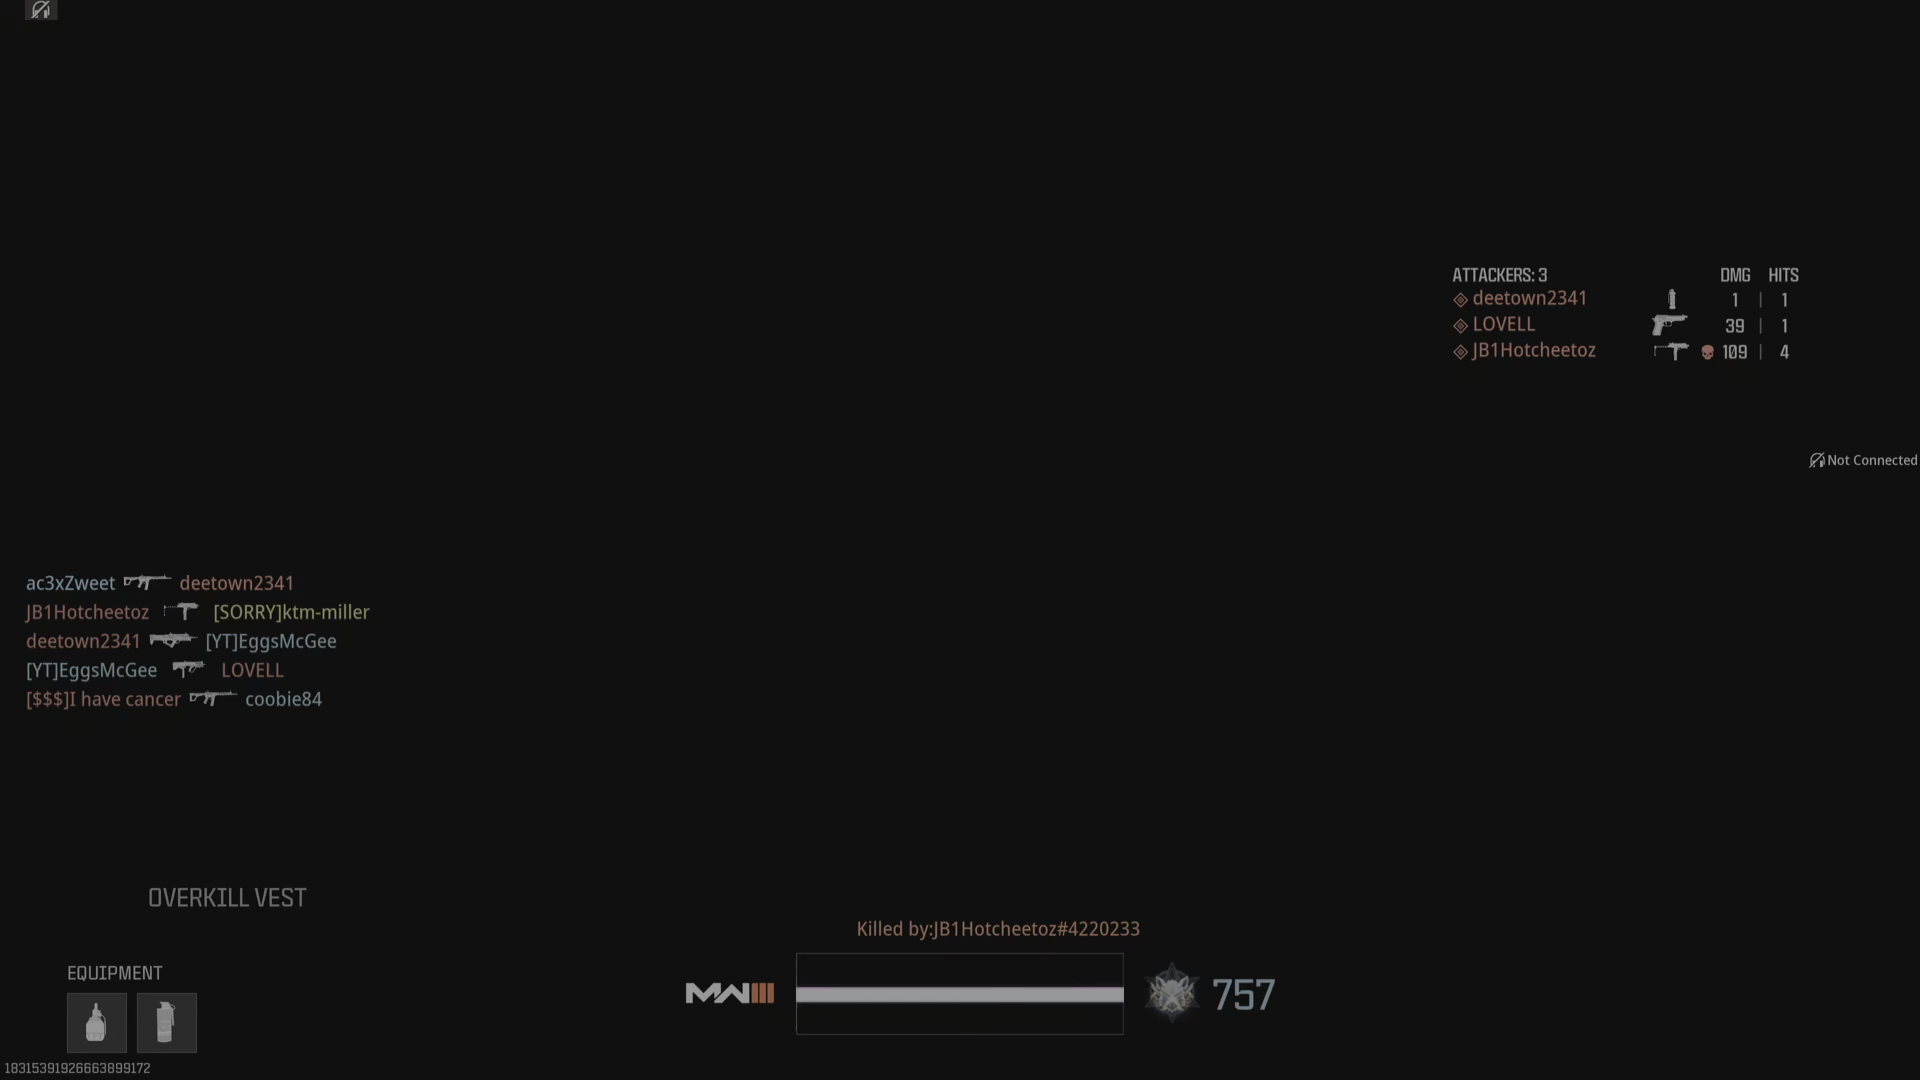 ATTACKERS: 3 DMG HITS
deetown2341 1 | 1
LOVELL 39 | 1
JB1Hotcheetoz 109 | 4
Not Connected
ac3xZweet deetown2341
JB1Hotcheetoz [SORRY]ktm-miller
deetown2341 [YT]EggsMcGee
[YT]EggsMcGee LOVELL
[$$$]I have cancer coobie84
OVERKILL VEST
Killed by:JB1Hotcheetoz#4220233
EQUIPMENT
MWIII 757
18315391926663899172